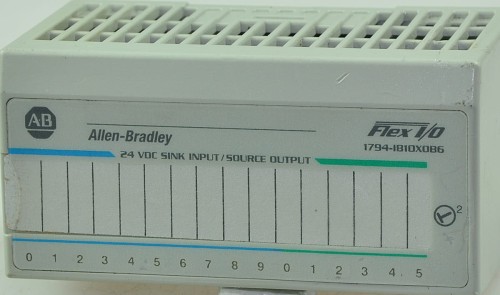 AB
Allen-Bradley
Flex I/O
1794-IB10XOB6
24 VDC SINK INPUT/SOURCE OUTPUT
2
0 1 2 3 4 5 6 7 8 9 0 1 2 3 4 5